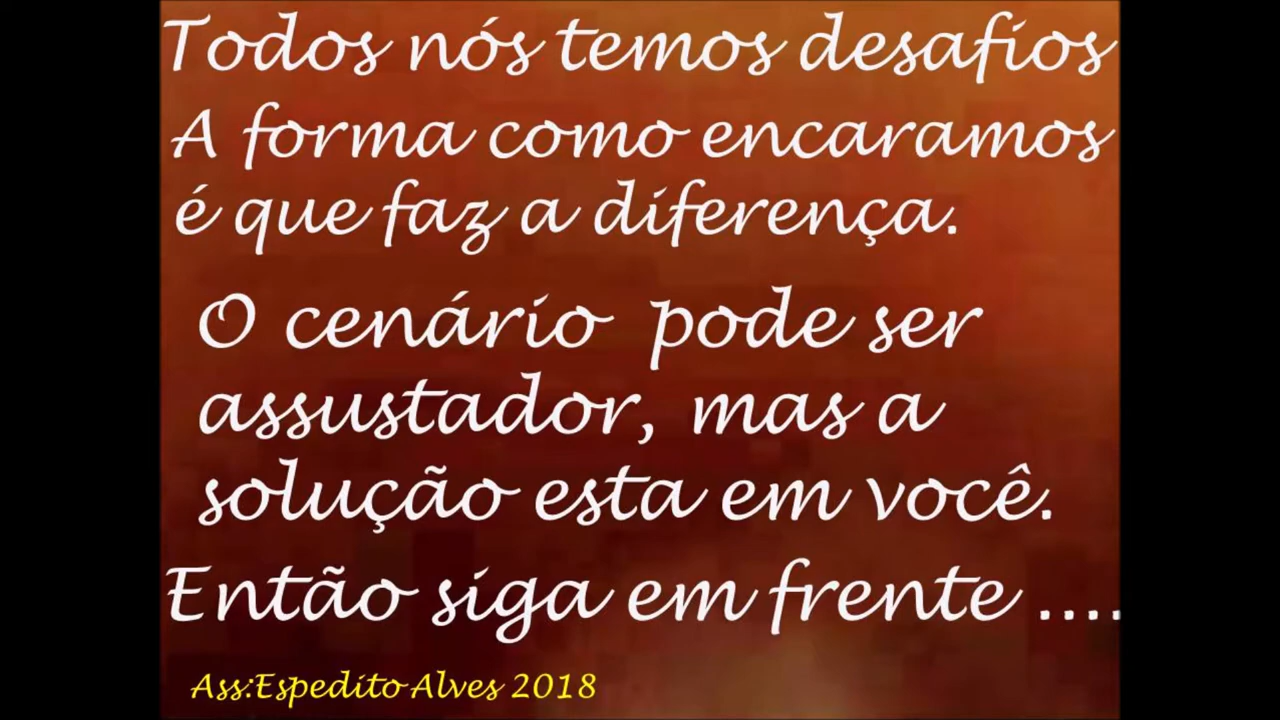 Todos nós temos desafios
A forma como encaramos
é que faz a diferença.
O cenário pode ser
assustador, mas a
solução esta em você.
Então siga em frente ....
Ass:Espedito Alves 2018